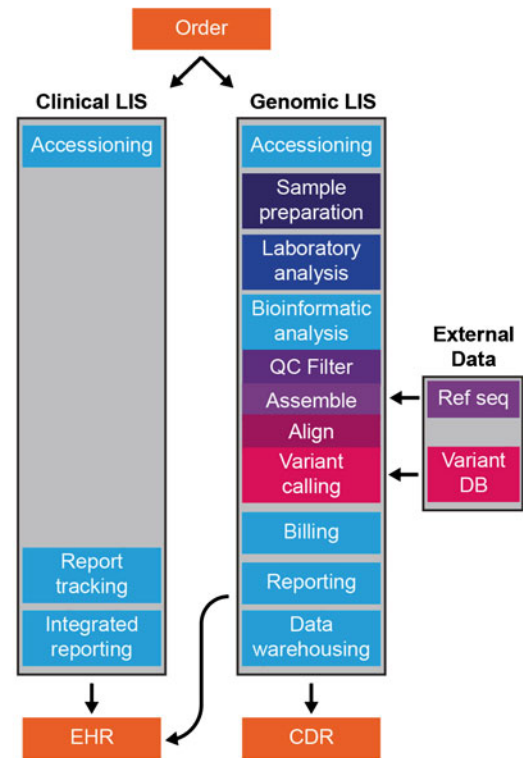 Order
Clinical LIS
Accessioning
Report
tracking
Integrated
reporting
EHR
Genomic LIS
Accessioning
Sample
preparation
Laboratory
analysis
Bioinformatic
analysis
QC Filter
Assemble
Align
Variant
calling
Billing
Reporting
Data
warehousing
CDR
External
Data
Ref seq
Variant
DB